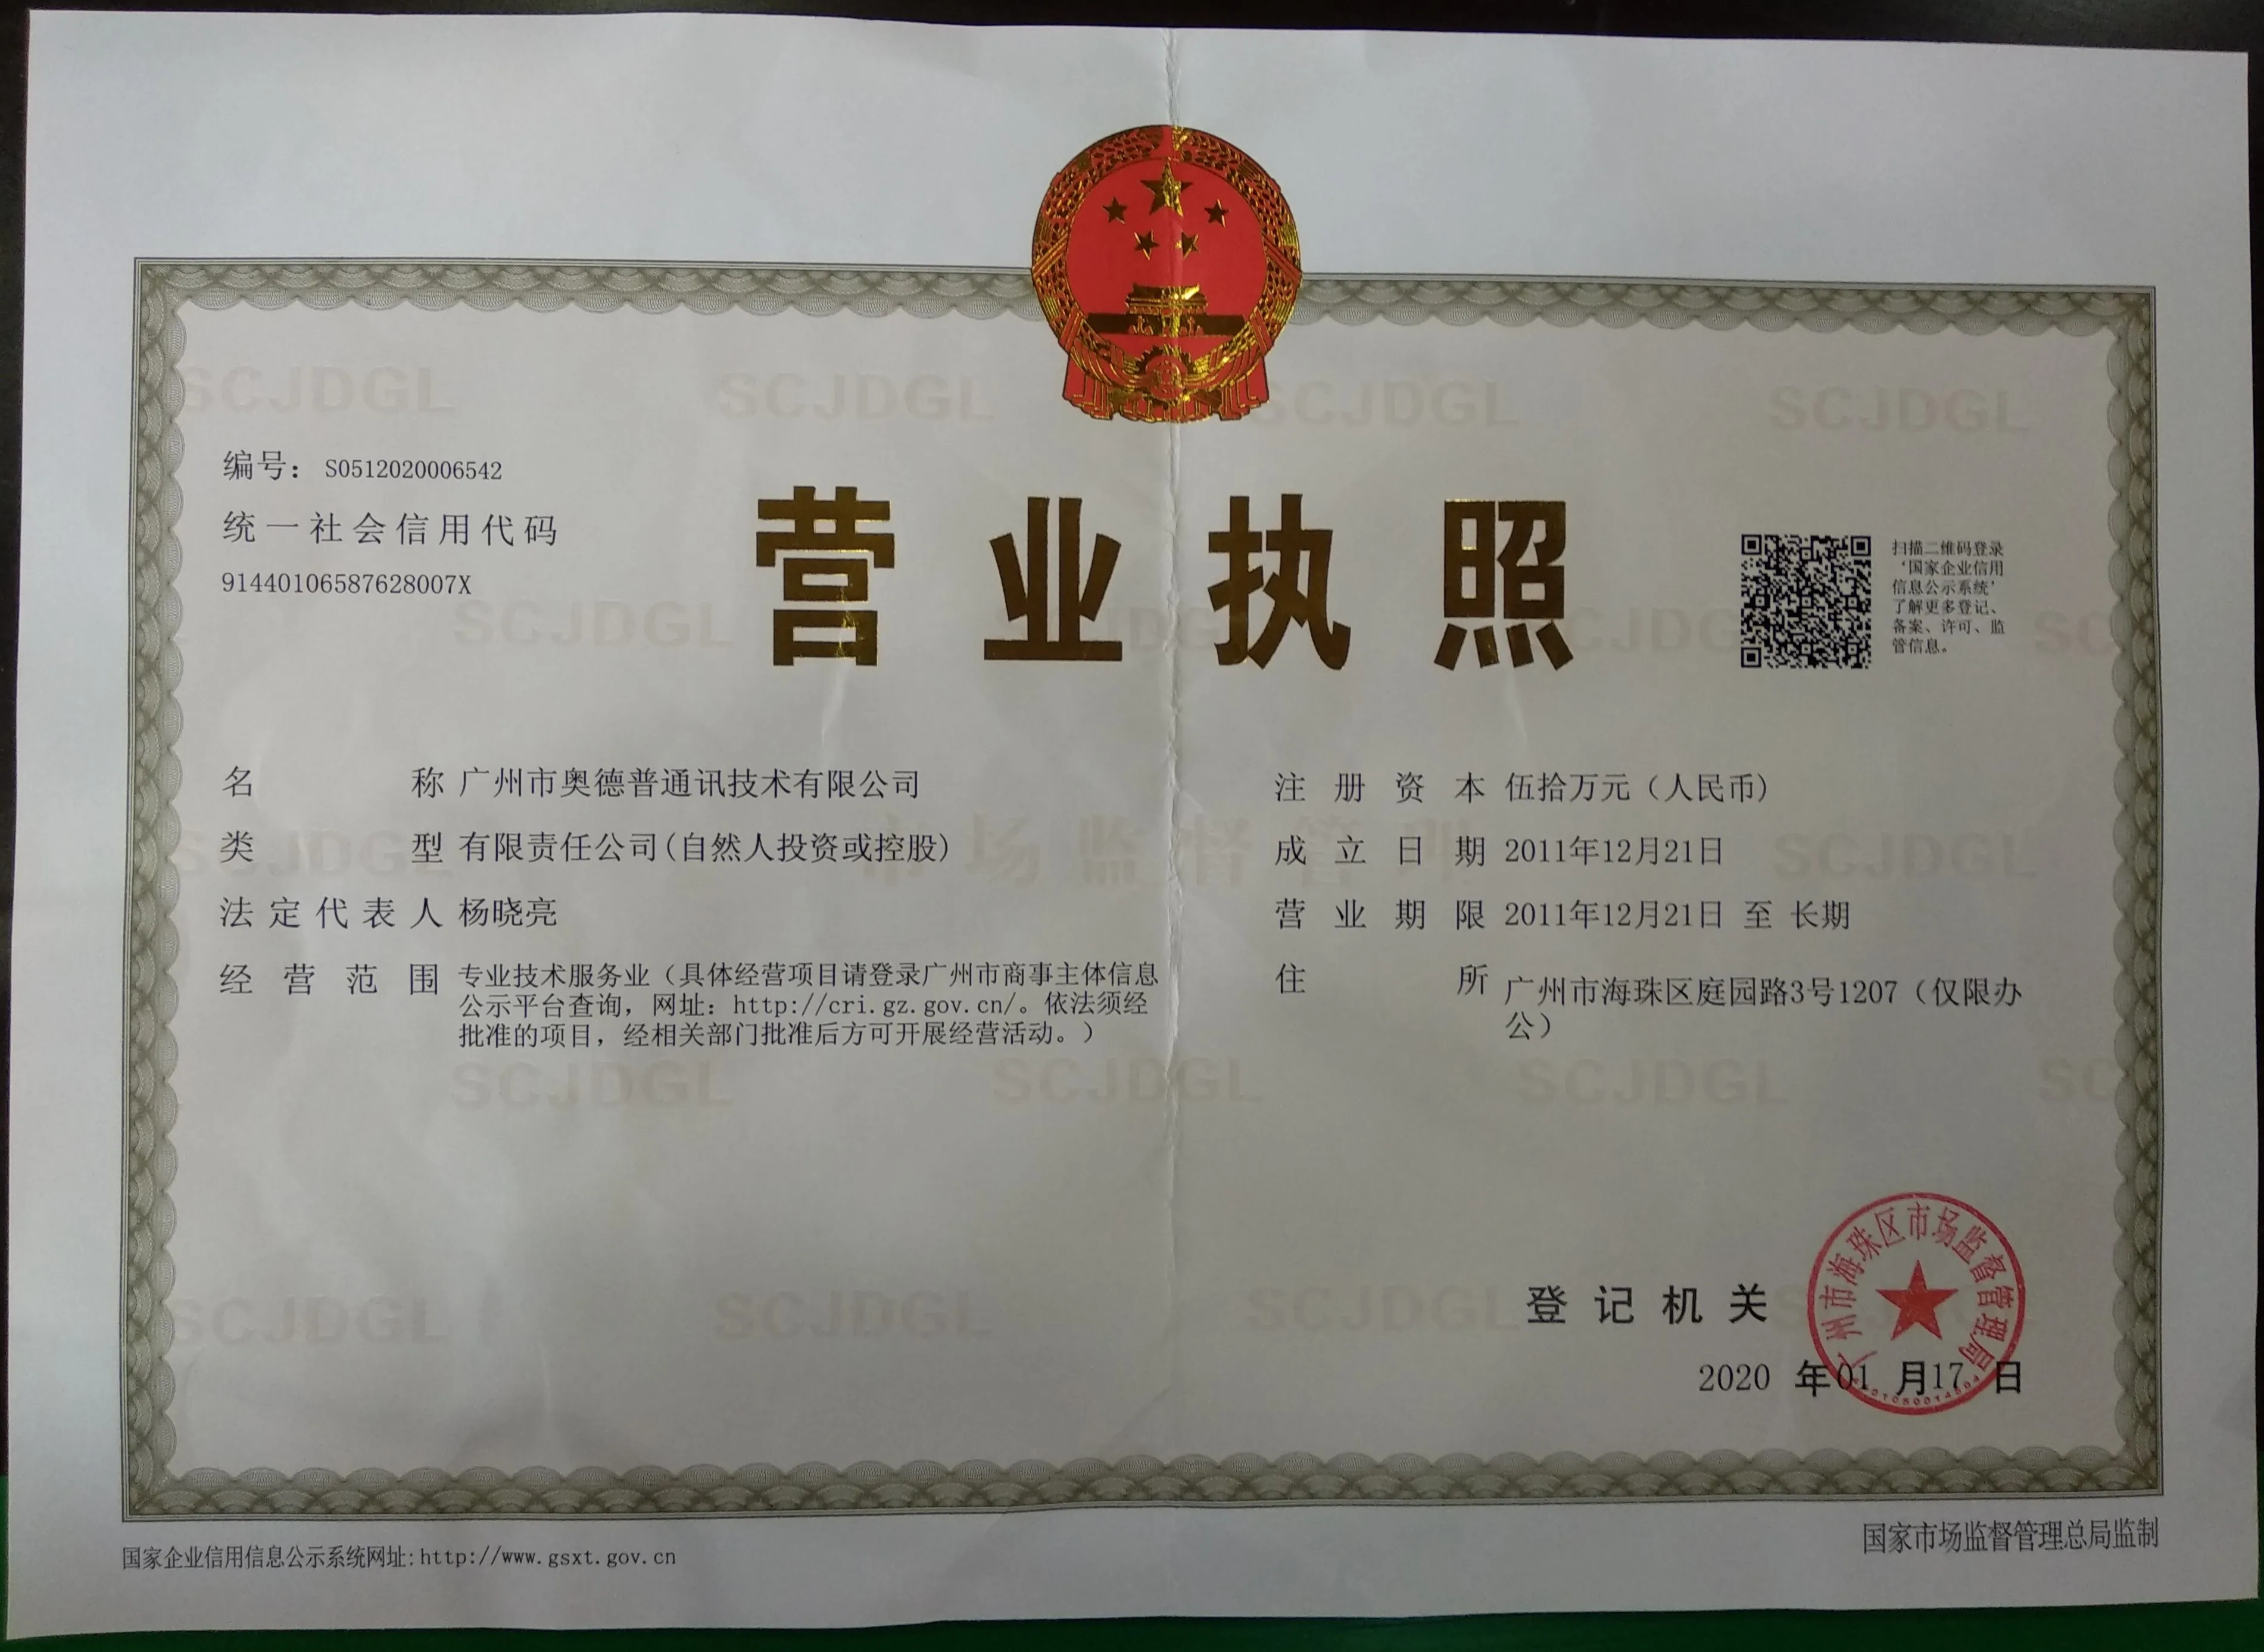 编号： S0512020006542
统一社会信用代码
91440106587628007X
营业执照
扫描二维码登录
‘国家企业信用
信息公示系统’
了解更多登记、
备案、许可、监
管信息。
名称 广州市奥德普通讯技术有限公司
类型 有限责任公司(自然人投资或控股)
法定代表人 杨晓亮
经营范围 专业技术服务业（具体经营项目请登录广州市商事主体信息
公示平台查询，网址：http://cri.gz.gov.cn/。依法须经
批准的项目，经相关部门批准后方可开展经营活动。）
注册资本 伍拾万元（人民币）
成立日期 2011年12月21日
营业期限 2011年12月21日 至 长期
住所 广州市海珠区庭园路3号1207（仅限办
公）
登记机关
广州市海珠区市场监督管理局
2020 年 01 月 17 日
国家企业信用信息公示系统网址:http://www.gsxt.gov.cn
国家市场监督管理总局监制
SCJDGL
市场监督管理